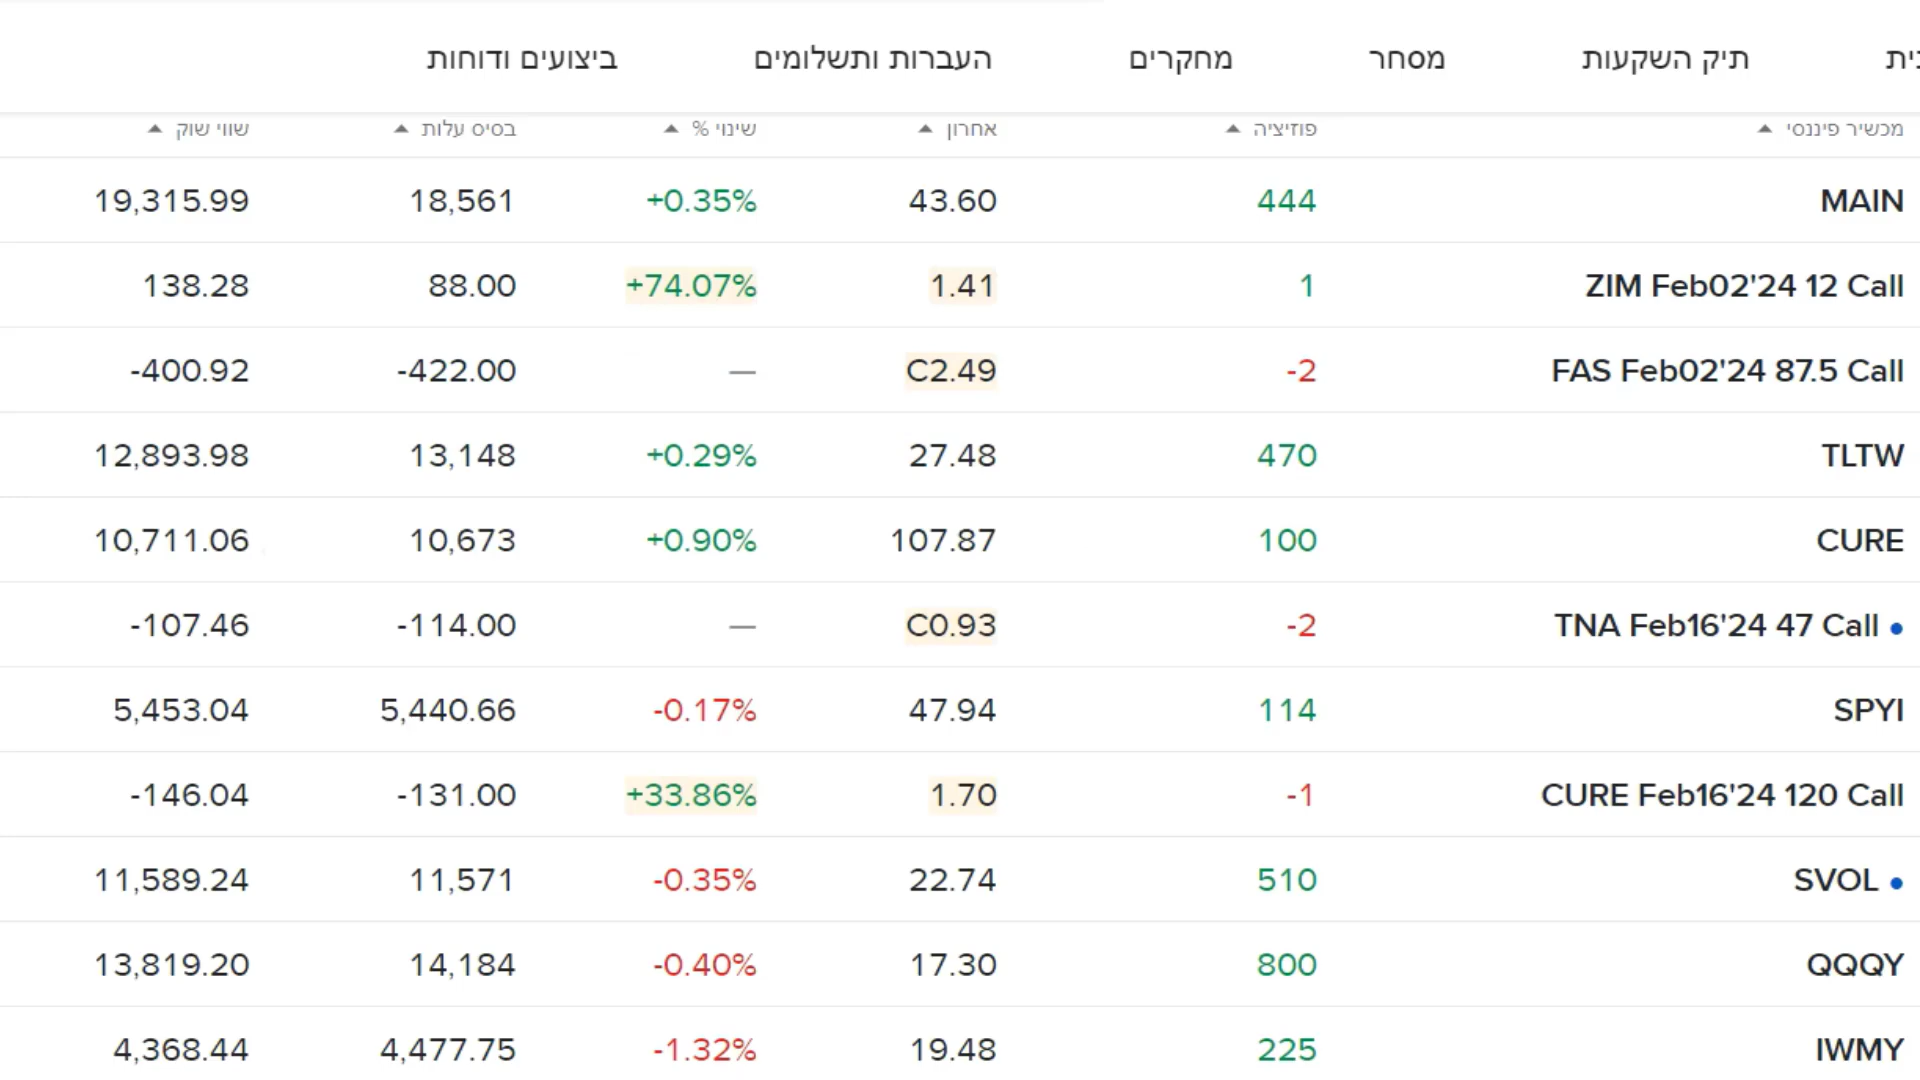 תיק השקעות מסחר מחקרים העברות ותשלומים ביצועים ודוחות
מכשיר פיננסי ▲ פוזיציה ▲ אחרון ▲ שינוי % ▲ בסיס עלות ▲ שווי שוק ▲
MAIN 444 43.60 +0.35% 18,561 19,315.99
ZIM Feb02'24 12 Call 1 1.41 +74.07% 88.00 138.28
FAS Feb02'24 87.5 Call -2 C2.49 — -422.00 -400.92
TLTW 470 27.48 +0.29% 13,148 12,893.98
CURE 100 107.87 +0.90% 10,673 10,711.06
TNA Feb16'24 47 Call -2 C0.93 — -114.00 -107.46
SPYI 114 47.94 -0.17% 5,440.66 5,453.04
CURE Feb16'24 120 Call -1 1.70 +33.86% -131.00 -146.04
SVOL 510 22.74 -0.35% 11,571 11,589.24
QQQY 800 17.30 -0.40% 14,184 13,819.20
IWMY 225 19.48 -1.32% 4,477.75 4,368.44